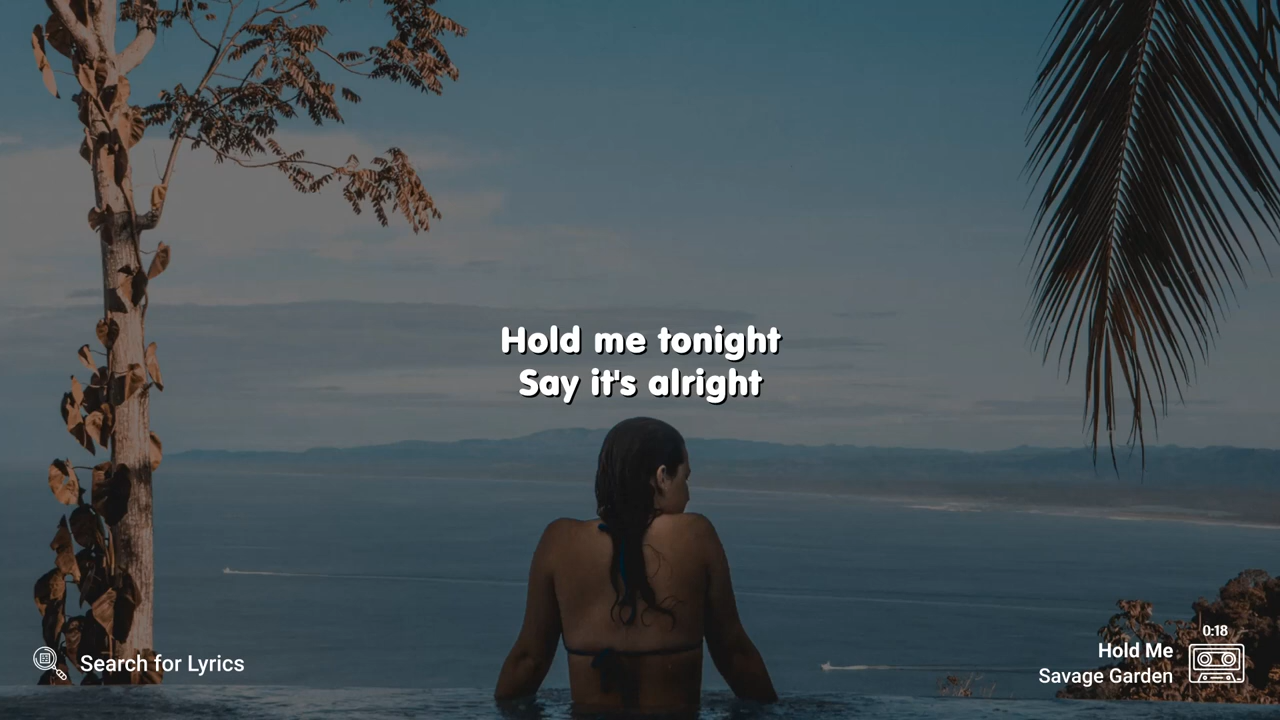 Hold me tonight
Say it's alright
Search for Lyrics
0:18
Hold Me
Savage Garden